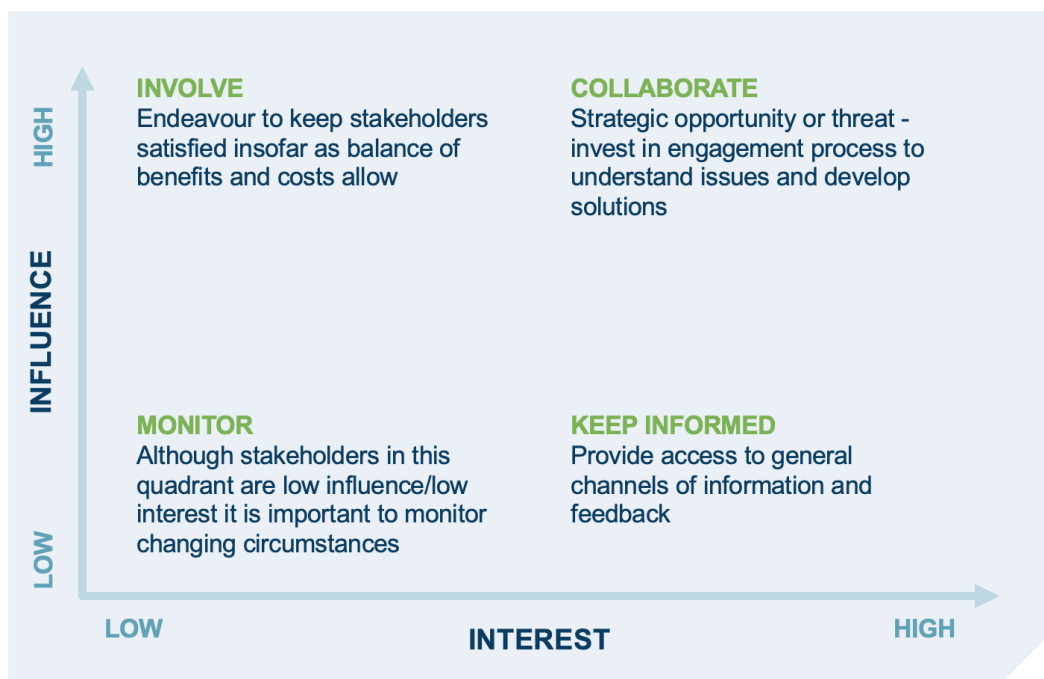 INVOLVE
Endeavour to keep stakeholders
satisfied insofar as balance of
benefits and costs allow
COLLABORATE
Strategic opportunity or threat -
invest in engagement process to
understand issues and develop
solutions
HIGH
INFLUENCE
LOW
MONITOR
Although stakeholders in this
quadrant are low influence/low
interest it is important to monitor
changing circumstances
KEEP INFORMED
Provide access to general
channels of information and
feedback
LOW
INTEREST
HIGH